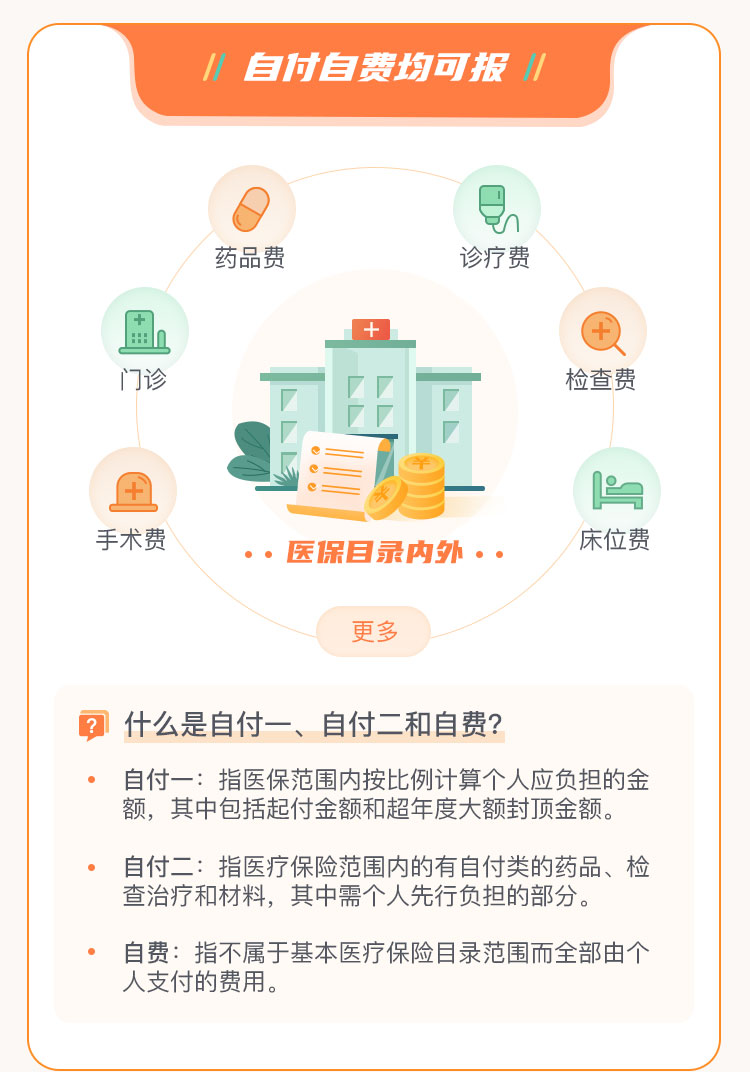 自付自费均可报
药品费
诊疗费
门诊
检查费
手术费
床位费
医保目录内外
更多
什么是自付一、自付二和自费?
自付一：指医保范围内按比例计算个人应负担的金
额，其中包括起付金额和超年度大额封顶金额。
自付二：指医疗保险范围内的有自付类的药品、检
查治疗和材料，其中需个人先行负担的部分。
自费：指不属于基本医疗保险目录范围而全部由个
人支付的费用。